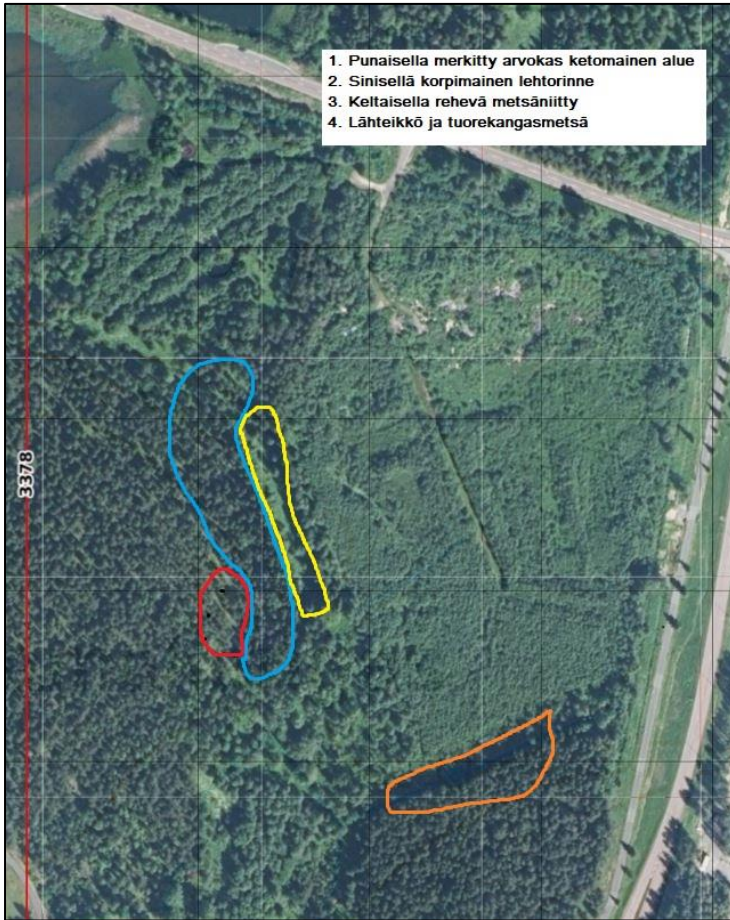 1. Punaisella merkitty arvokas ketomainen alue
2. Sinisellä korpimainen lehtorinne
3. Keltaisella rehevä metsäniitty
4. Lähteikkö ja tuorekangasmetsä
3378